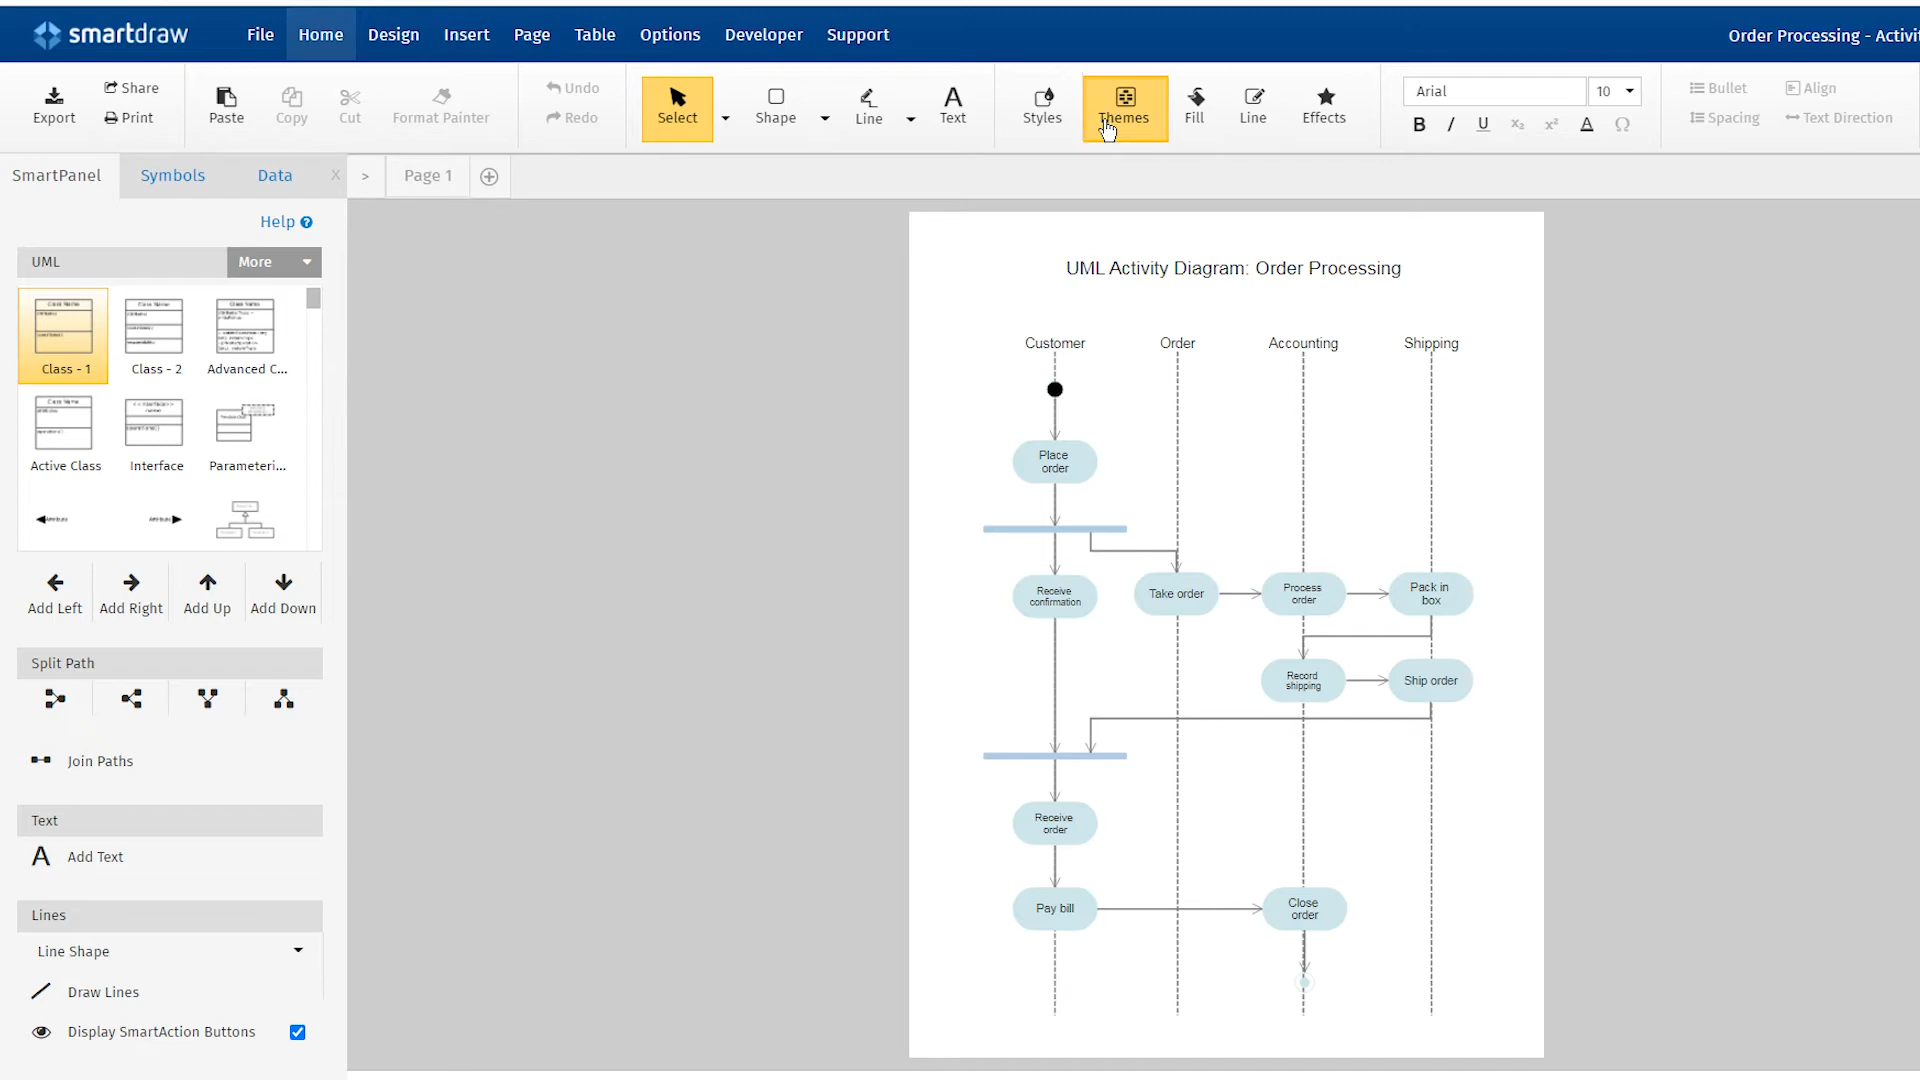 smartdraw
File Home Design Insert Page Table Options Developer Support
Order Processing - Activi
Export
Share
Print
Paste
Copy
Cut
Format Painter
Undo
Redo
Select
Shape
Line
Text
Styles
Themes
Fill
Line
Effects
Arial
10
B I U X₂ X² A Ω
Bullet
Align
Spacing
Text Direction
SmartPanel Symbols Data X
> Page 1
Help
UML
More
Class Name
Class Name
Class Name
Class - 1
Class - 2
Advanced C...
Class Name
<<interface>>
name
Active Class
Interface
Parameteri...
Add Left
Add Right
Add Up
Add Down
Split Path
Join Paths
Text
A Add Text
Lines
Line Shape
Draw Lines
Display SmartAction Buttons
UML Activity Diagram: Order Processing
Customer Order Accounting Shipping
Place
order
Receive
confirmation
Take order
Process
order
Pack in
box
Record
shipping
Ship order
Receive
order
Pay bill
Close
order